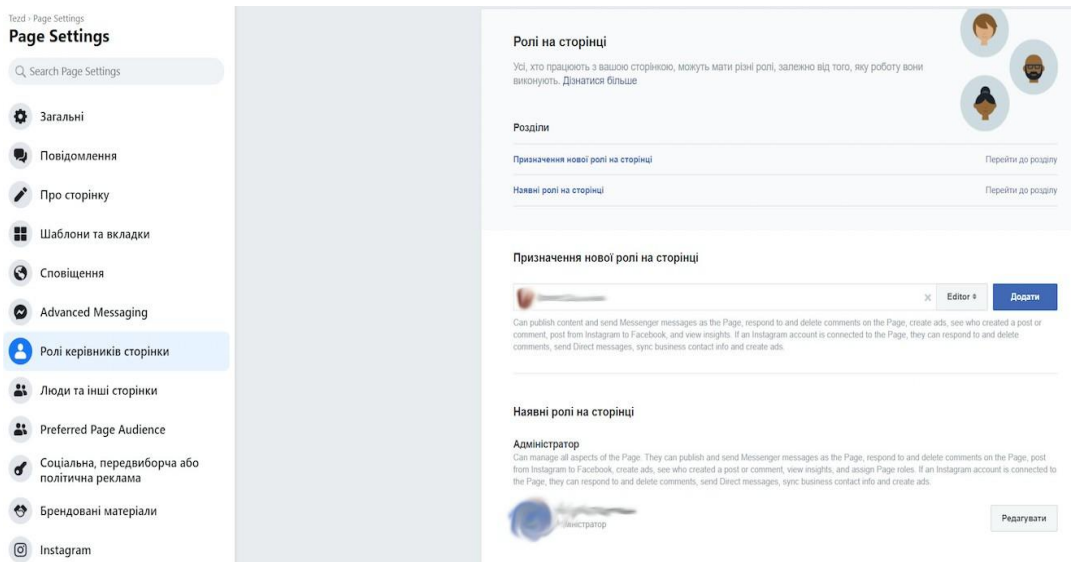 Tezd › Page Settings
Page Settings
Search Page Settings
Загальні
Повідомлення
Про сторінку
Шаблони та вкладки
Сповіщення
Advanced Messaging
Ролі керівників сторінки
Люди та інші сторінки
Preferred Page Audience
Соціальна, передвиборча або
політична реклама
Брендовані матеріали
Instagram
Ролі на сторінці
Усі, хто працюють з вашою сторінкою, можуть мати різні ролі, залежно від того, яку роботу вони
виконують. Дізнатися більше
Розділи
Призначення нової ролі на сторінці Перейти до розділу
Наявні ролі на сторінці Перейти до розділу
Призначення нової ролі на сторінці
Editor Додати
Can publish content and send Messenger messages as the Page, respond to and delete comments on the Page, create ads, see who created a post or
comment, post from Instagram to Facebook, and view insights. If an Instagram account is connected to the Page, they can respond to and delete
comments, send Direct messages, sync business contact info and create ads.
Наявні ролі на сторінці
Адміністратор
Can manage all aspects of the Page. They can publish and send Messenger messages as the Page, respond to and delete comments on the Page, post
from Instagram to Facebook, create ads, see who created a post or comment, view insights, and assign Page roles. If an Instagram account is connected to
the Page, they can respond to and delete comments, send Direct messages, sync business contact info and create ads.
Редагувати